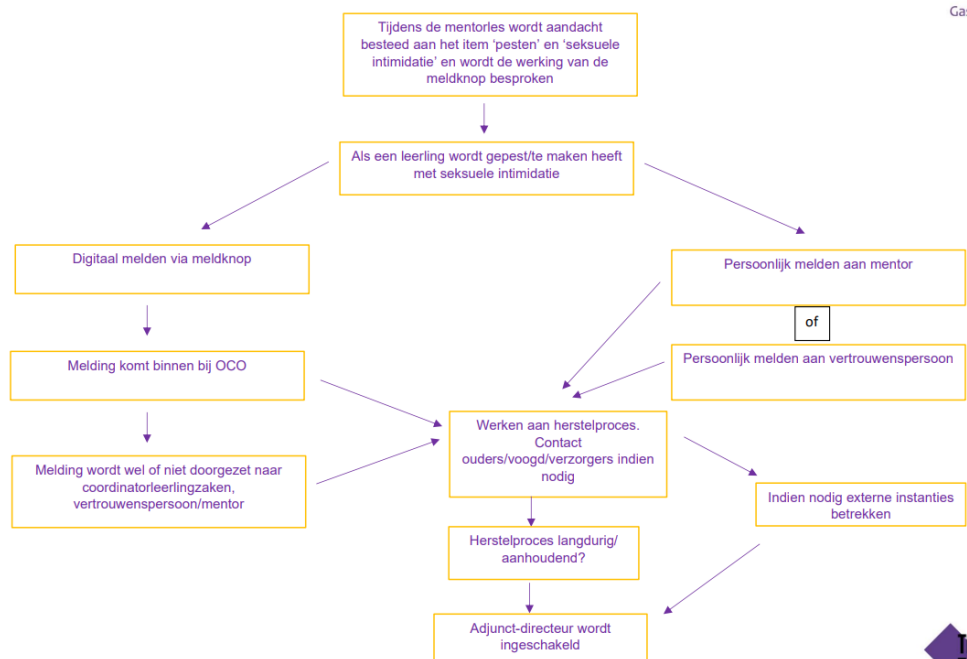 Gas
Tijdens de mentorles wordt aandacht
besteed aan het item ‘pesten’ en ‘seksuele
intimidatie’ en wordt de werking van de
meldknop besproken
Als een leerling wordt gepest/te maken heeft
met seksuele intimidatie
Digitaal melden via meldknop
Persoonlijk melden aan mentor
of
Melding komt binnen bij OCO
Persoonlijk melden aan vertrouwenspersoon
Werken aan herstelproces.
Contact
ouders/voogd/verzorgers indien
nodig
Melding wordt wel of niet doorgezet naar
coordinatorleerlingzaken,
vertrouwenspersoon/mentor
Indien nodig externe instanties
betrekken
Herstelproces langdurig/
aanhoudend?
Adjunct-directeur wordt
ingeschakeld